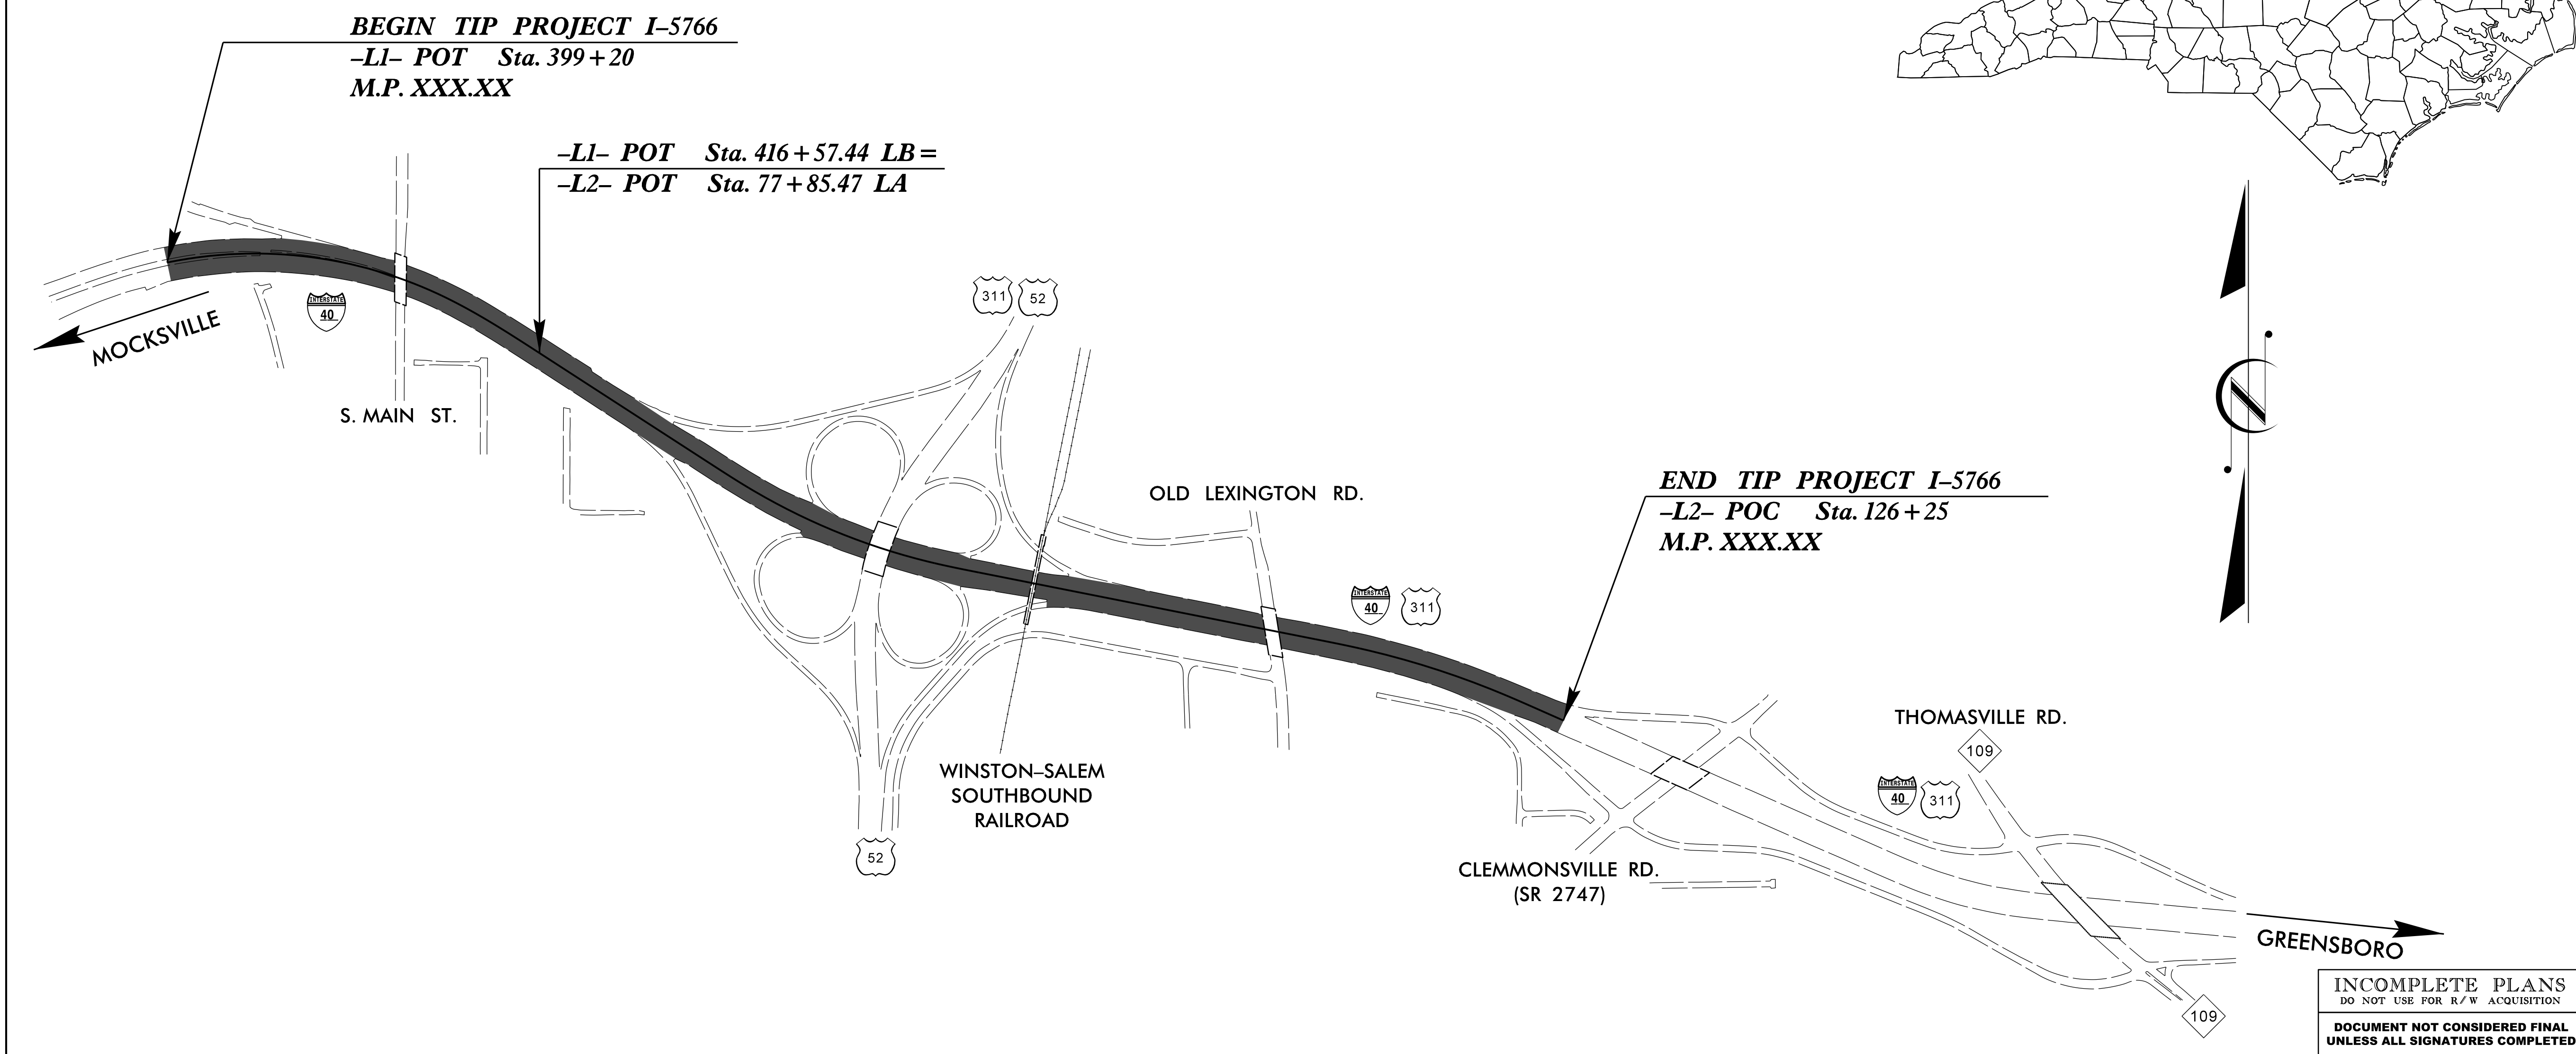 BEGIN TIP PROJECT I–5766
–L1– POT Sta. 399+20
M.P. XXX.XX
–L1– POT Sta. 416+57.44 LB=
–L2– POT Sta. 77+85.47 LA
INTERSTATE
40
MOCKSVILLE
S. MAIN ST.
311
52
OLD LEXINGTON RD.
END TIP PROJECT I–5766
–L2– POC Sta. 126+25
M.P. XXX.XX
INTERSTATE
40
311
WINSTON–SALEM
SOUTHBOUND
RAILROAD
52
THOMASVILLE RD.
109
INTERSTATE
40
311
CLEMMONSVILLE RD.
(SR 2747)
GREENSBORO
109
N
INCOMPLETE PLANS
DO NOT USE FOR R/W ACQUISITION
DOCUMENT NOT CONSIDERED FINAL
UNLESS ALL SIGNATURES COMPLETED